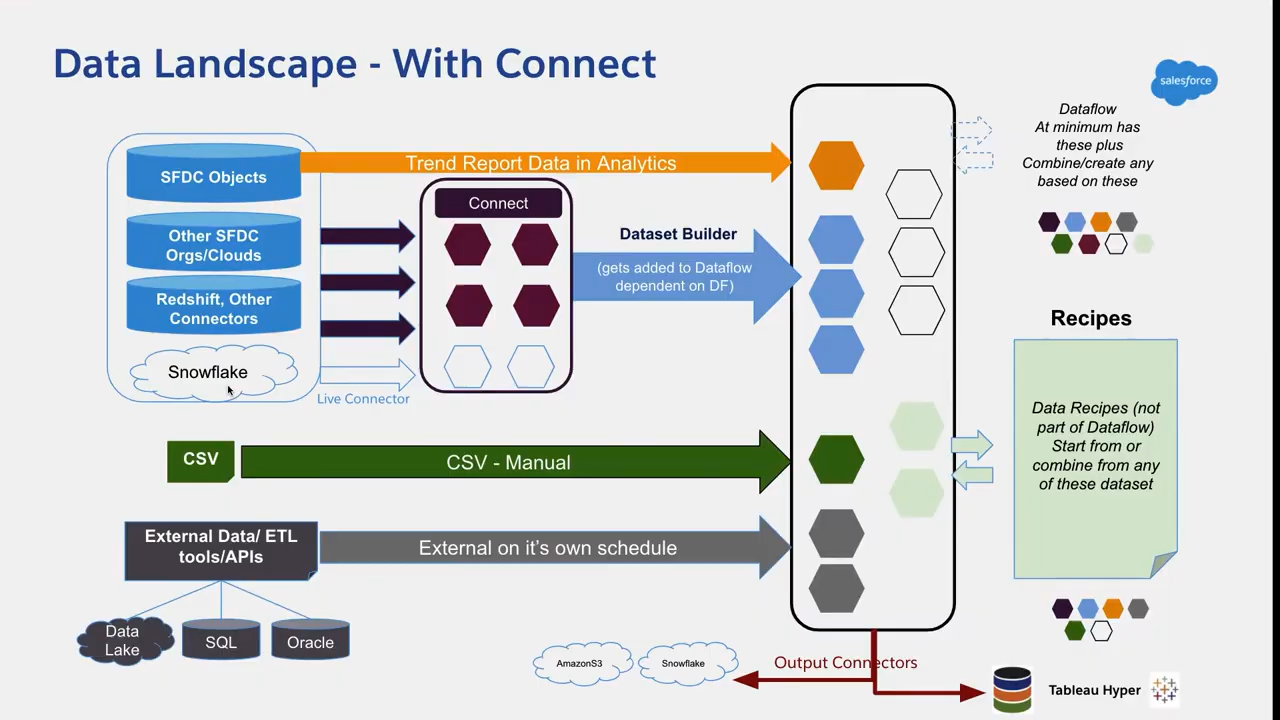 Data Landscape - With Connect
salesforce
SFDC Objects
Other SFDC
Orgs/Clouds
Redshift, Other
Connectors
Snowflake
Trend Report Data in Analytics
Connect
Live Connector
Dataset Builder
(gets added to Dataflow
dependent on DF)
Dataflow
At minimum has
these plus
Combine/create any
based on these
Recipes
Data Recipes (not
part of Dataflow)
Start from or
combine from any
of these dataset
CSV
CSV - Manual
External Data/ ETL
tools/APIs
External on it's own schedule
Data
Lake
SQL
Oracle
AmazonS3
Snowflake
Output Connectors
Tableau Hyper